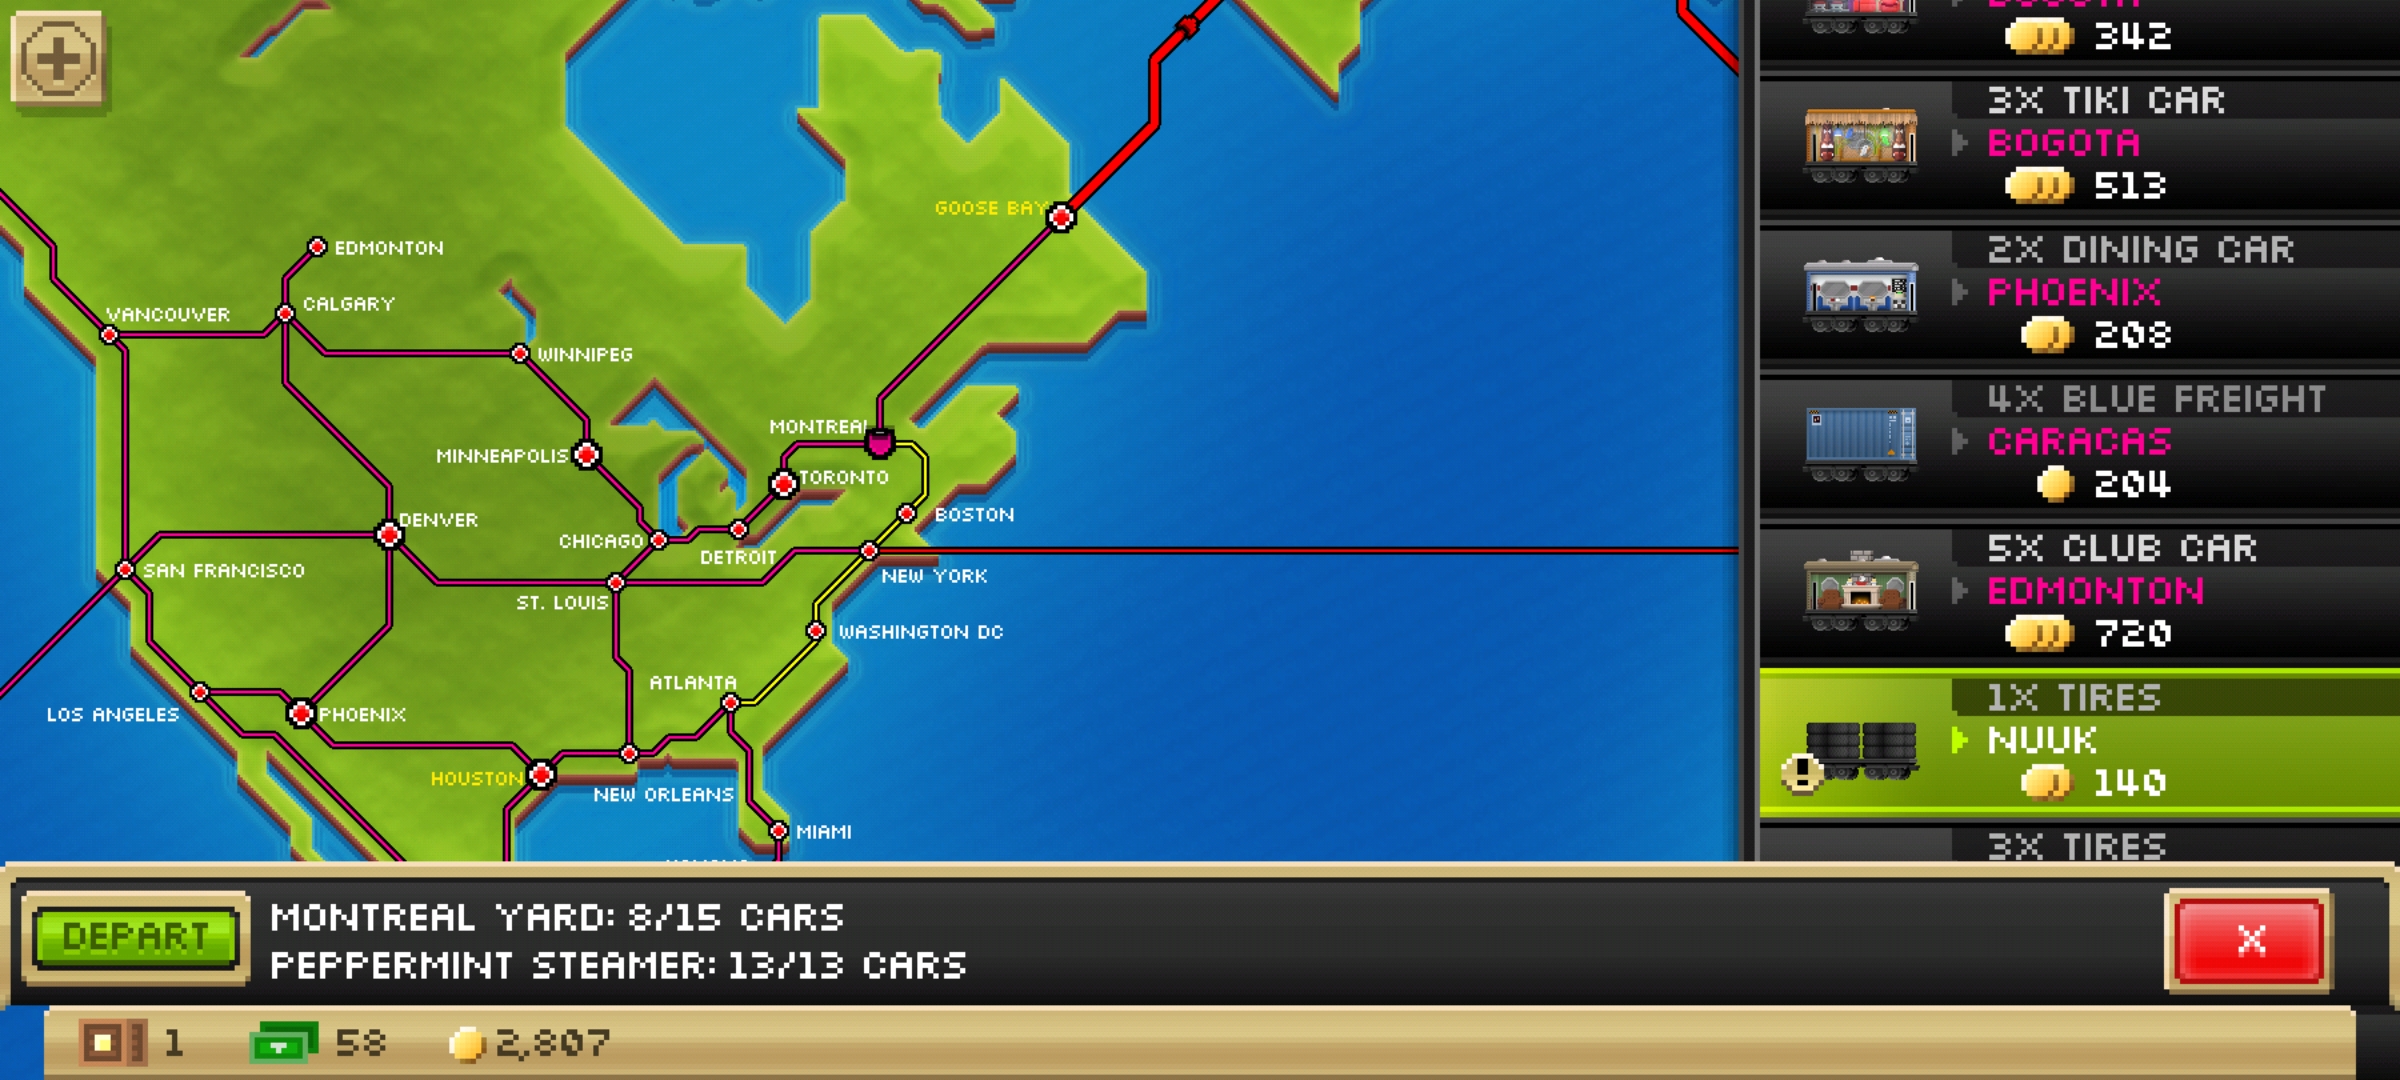 GOOSE BAY
EDMONTON
CALGARY
VANCOUVER
WINNIPEG
MONTREAL
MINNEAPOLIS
TORONTO
DENVER
BOSTON
CHICAGO
DETROIT
SAN FRANCISCO
NEW YORK
ST. LOUIS
WASHINGTON DC
ATLANTA
LOS ANGELES
PHOENIX
HOUSTON
NEW ORLEANS
MIAMI
342
3X TIKI CAR
BOGOTA
513
2X DINING CAR
PHOENIX
208
4X BLUE FREIGHT
CARACAS
204
5X CLUB CAR
EDMONTON
720
1X TIRES
NUUK
140
3X TIRES
DEPART
MONTREAL YARD: 8/15 CARS
PEPPERMINT STEAMER: 13/13 CARS
X
1
58
2,807